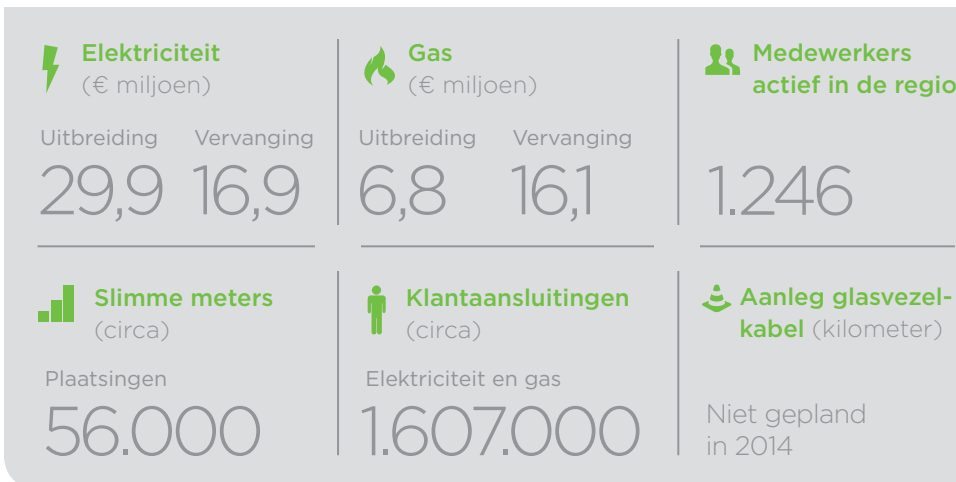 Elektriciteit
(€ miljoen)
Uitbreiding Vervanging
29,9 16,9
Gas
(€ miljoen)
Uitbreiding Vervanging
6,8 16,1
Medewerkers
actief in de regio
1.246
Slimme meters
(circa)
Plaatsingen
56.000
Klantaansluitingen
(circa)
Elektriciteit en gas
1.607.000
Aanleg glasvezel-
kabel (kilometer)
Niet gepland
in 2014